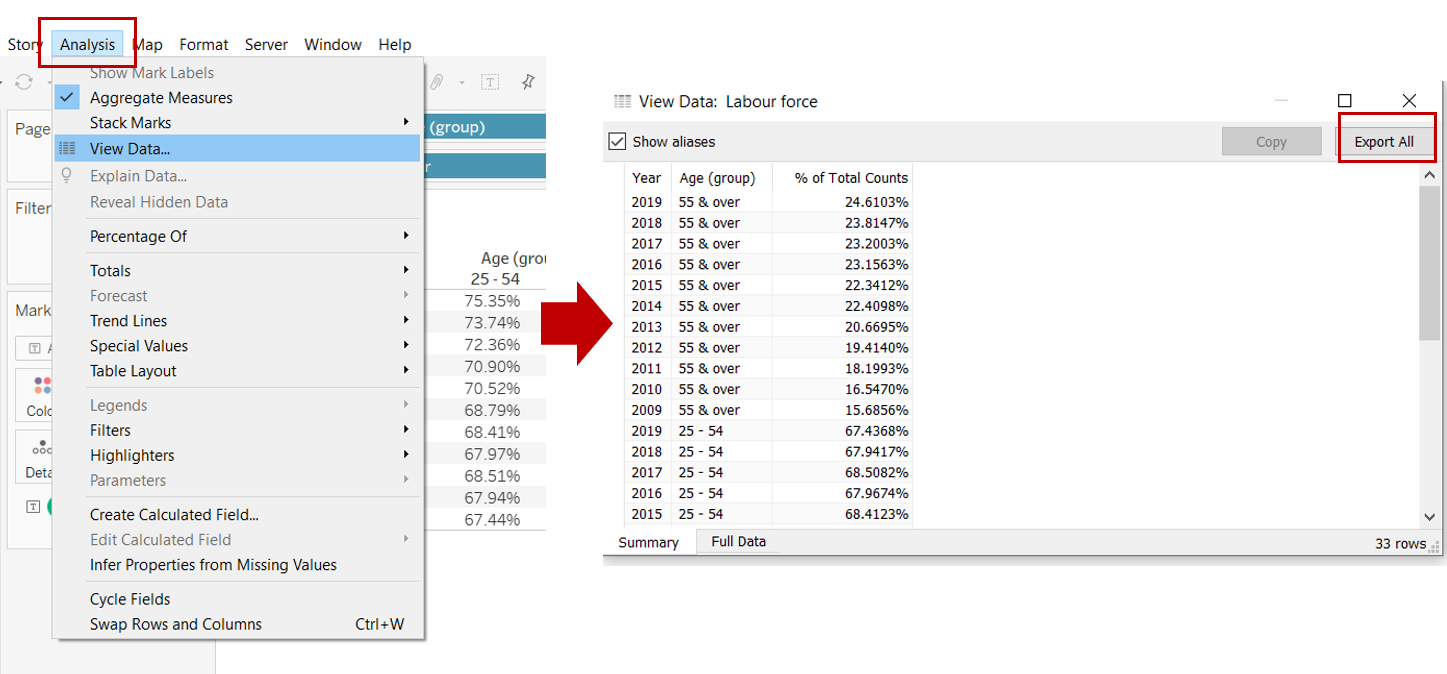 Story Analysis Map Format Server Window Help
Show Mark Labels
Aggregate Measures
Stack Marks
View Data...
Explain Data...
Reveal Hidden Data
Percentage Of
Totals
Forecast
Trend Lines
Special Values
Table Layout
Legends
Filters
Highlighters
Parameters
Create Calculated Field...
Edit Calculated Field
Infer Properties from Missing Values
Cycle Fields
Swap Rows and Columns Ctrl+W
Page
Filter
Mark
T
Colo
Deta
T
T
(group)
r
Age (grou
25 - 54
75.35%
73.74%
72.36%
70.90%
70.52%
68.79%
68.41%
67.97%
68.51%
67.94%
67.44%
View Data: Labour force
Show aliases Copy Export All
Year Age (group) % of Total Counts
2019 55 & over 24.6103%
2018 55 & over 23.8147%
2017 55 & over 23.2003%
2016 55 & over 23.1563%
2015 55 & over 22.3412%
2014 55 & over 22.4098%
2013 55 & over 20.6695%
2012 55 & over 19.4140%
2011 55 & over 18.1993%
2010 55 & over 16.5470%
2009 55 & over 15.6856%
2019 25 - 54 67.4368%
2018 25 - 54 67.9417%
2017 25 - 54 68.5082%
2016 25 - 54 67.9674%
2015 25 - 54 68.4123%
Summary Full Data 33 rows